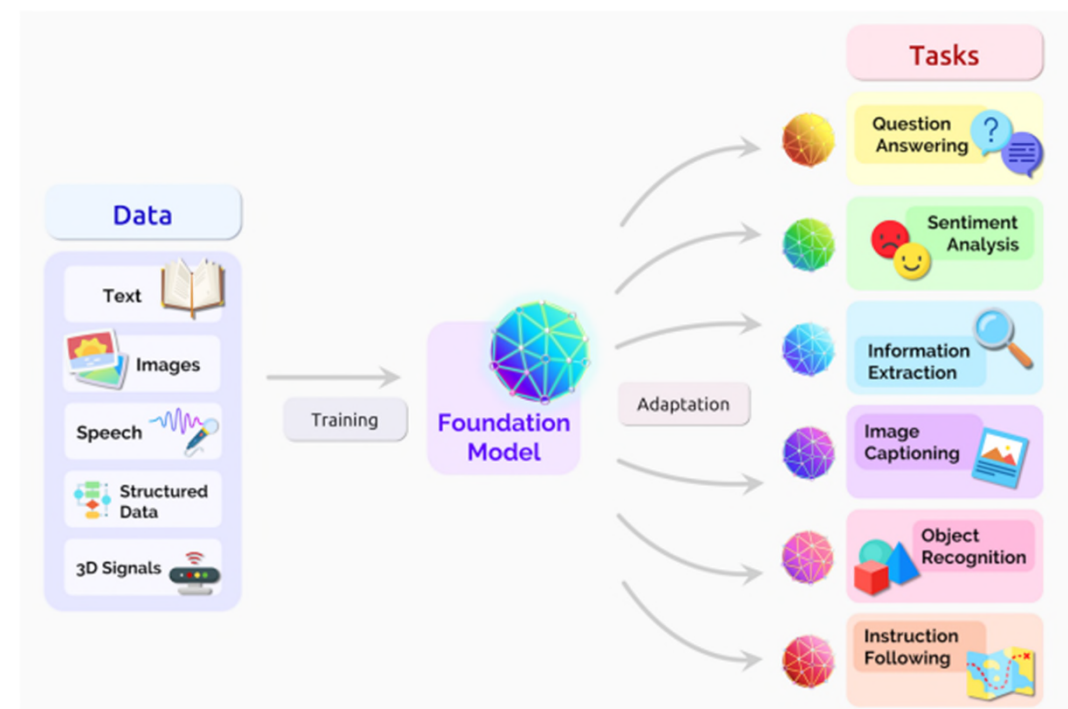 Data
Text
Images
Speech
Structured
Data
3D Signals
Training
Foundation
Model
Adaptation
Tasks
Question
Answering
Sentiment
Analysis
Information
Extraction
Image
Captioning
Object
Recognition
Instruction
Following